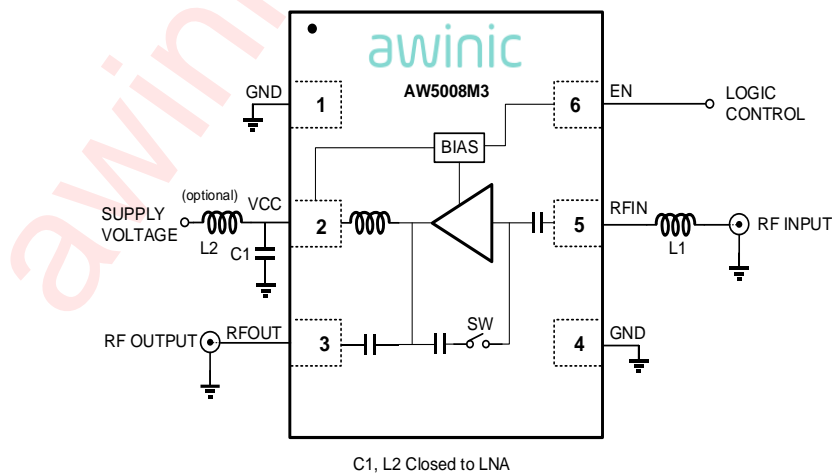 awinic
awinic
AW5008M3
GND
1
6
EN
LOGIC
CONTROL
BIAS
(optional)
VCC
SUPPLY
VOLTAGE
L2
C1
2
5
RFIN
L1
RF INPUT
RF OUTPUT
RFOUT
3
SW
4
GND
C1, L2 Closed to LNA